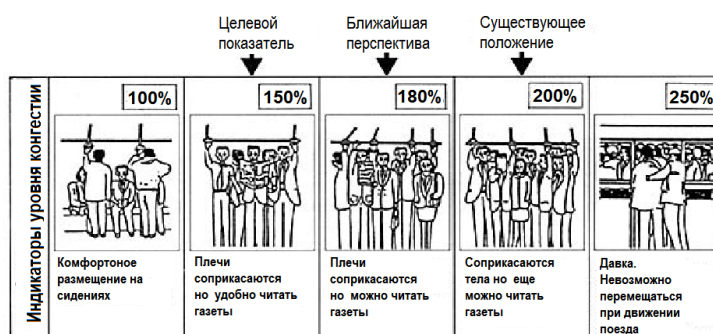 Целевой
показатель
Ближайшая
перспектива
Существующее
положение
Индикаторы уровня конгестии
100%
150%
180%
200%
250%
Комфортоное
размещение на
сидениях
Плечи
соприкасаются
но удобно читать
газеты
Плечи
соприкасаются
но можно читать
газеты
Соприкасаются
тела но еще
можно читать
газеты
Давка.
Невозможно
перемещаться
при движении
поезда